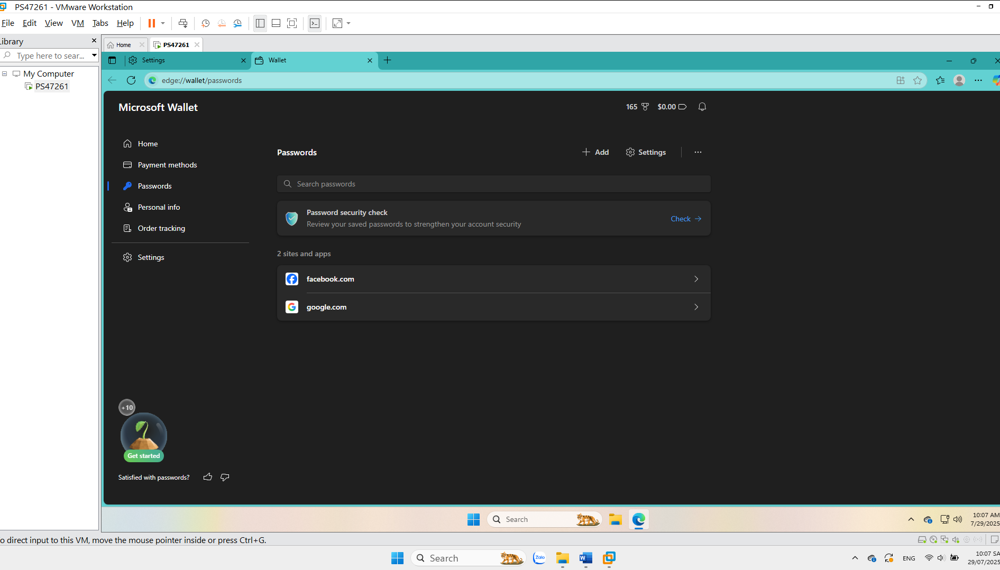 PS47261 - VMware Workstation
File Edit View VM Tabs Help
Library
Type here to sear...
My Computer
PS47261
Home
PS47261
Settings
Wallet
edge://wallet/passwords
Microsoft Wallet
165
$0.00
Home
Payment methods
Passwords
Personal info
Order tracking
Settings
Passwords
Add
Settings
Search passwords
Password security check
Review your saved passwords to strengthen your account security
Check
2 sites and apps
facebook.com
google.com
+10
Get started
Satisfied with passwords?
Search
10:07 AM
7/29/2025
o direct input to this VM, move the mouse pointer inside or press Ctrl+G.
Search
Zalo
ENG
10:07 SA
29/07/2025